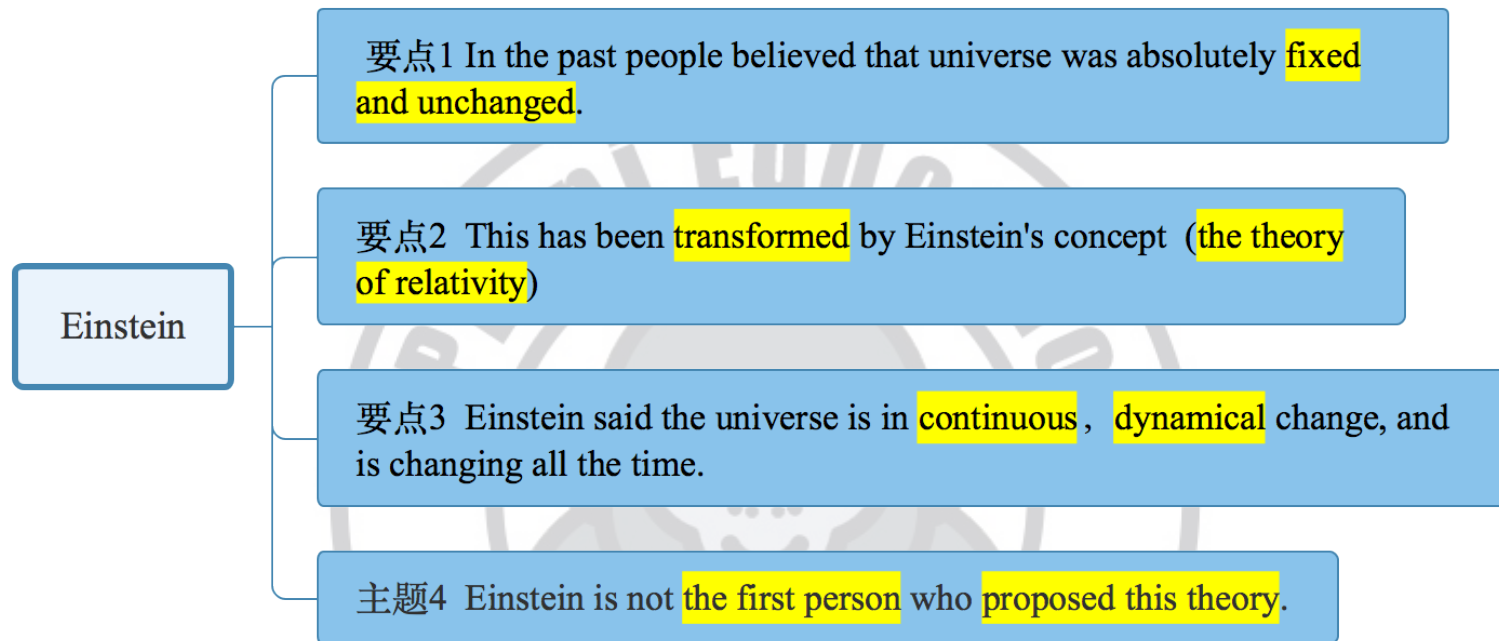 要点1 In the past people believed that universe was absolutely fixed
and unchanged.
要点2 This has been transformed by Einstein's concept (the theory
of relativity)
Einstein
要点3 Einstein said the universe is in continuous，dynamical change, and
is changing all the time.
主题4 Einstein is not the first person who proposed this theory.